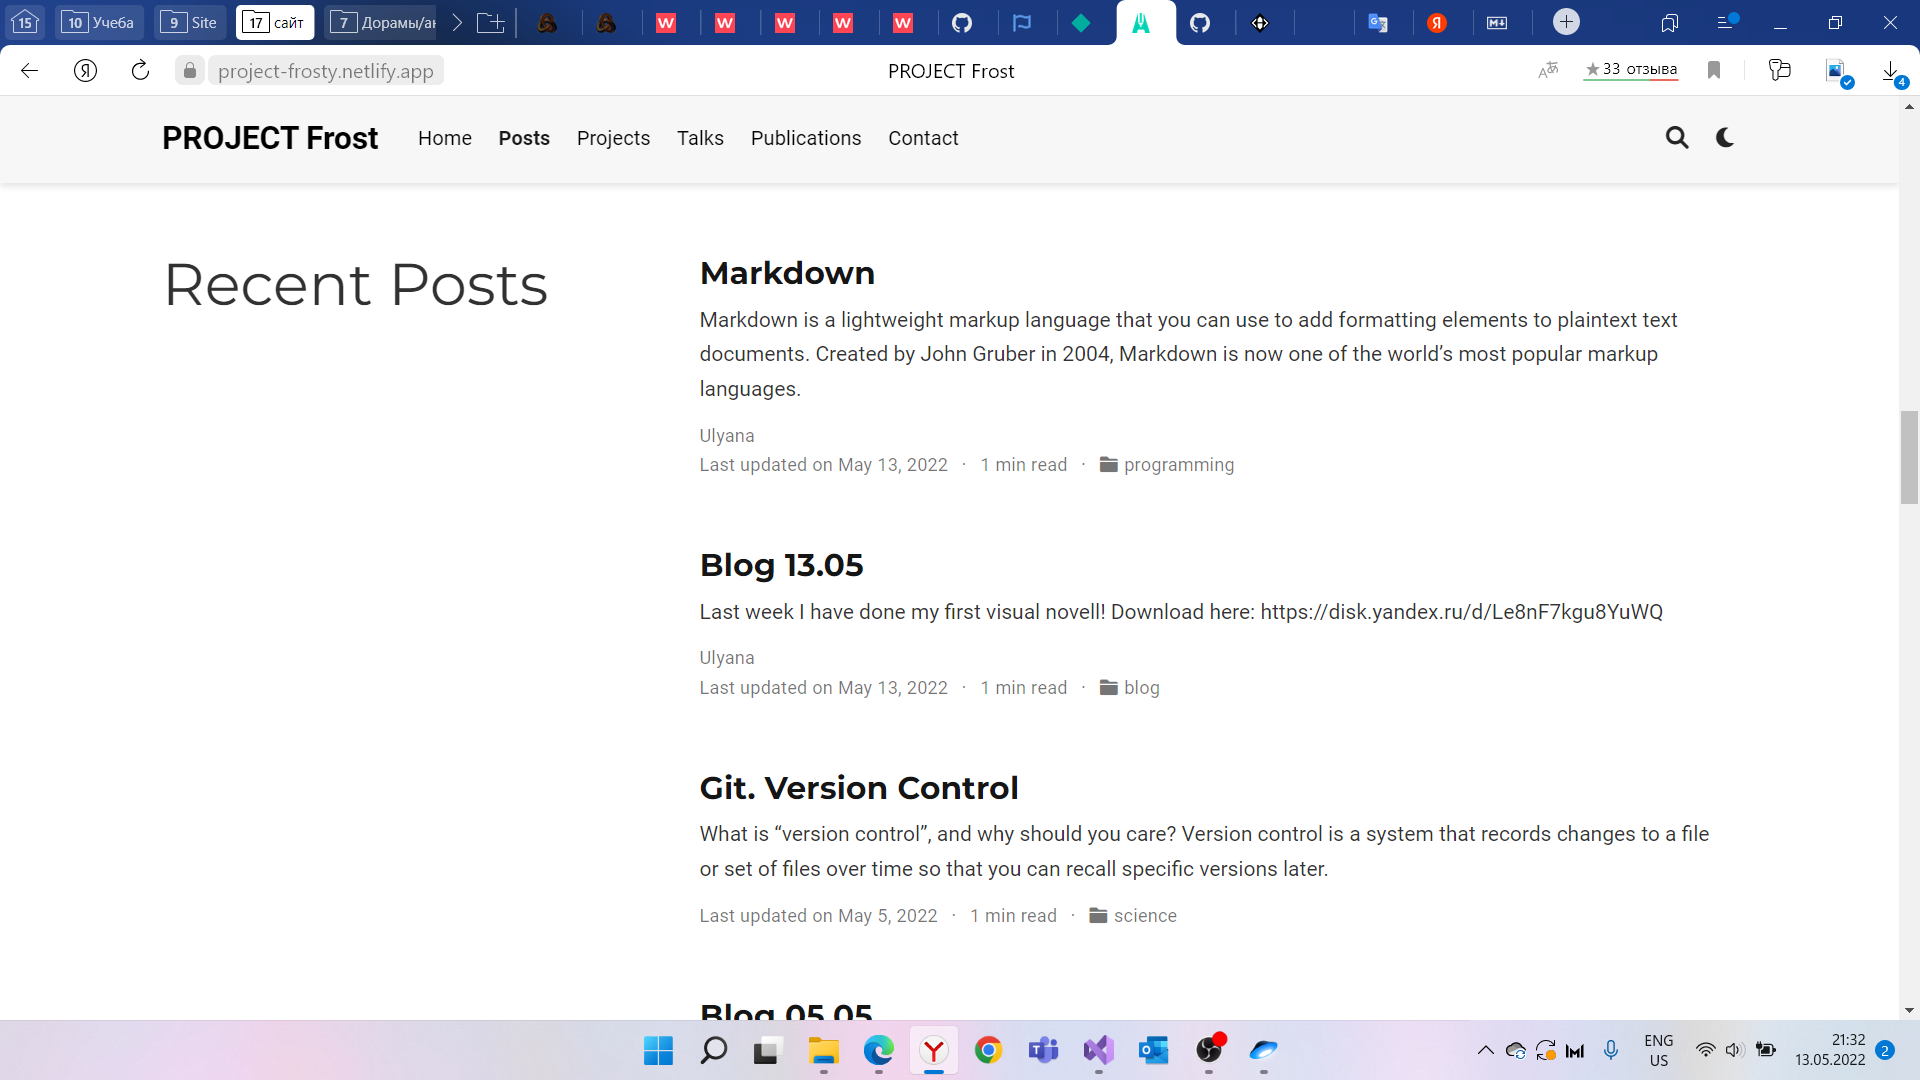 15
10 Учеба
9 Site
17 сайт
7 Дорамы/ан
project-frosty.netlify.app
PROJECT Frost
33 отзыва
4
PROJECT Frost
Home
Posts
Projects
Talks
Publications
Contact
Recent Posts
Markdown
Markdown is a lightweight markup language that you can use to add formatting elements to plaintext text
documents. Created by John Gruber in 2004, Markdown is now one of the world’s most popular markup
languages.
Ulyana
Last updated on May 13, 2022 · 1 min read · programming
Blog 13.05
Last week I have done my first visual novell! Download here: https://disk.yandex.ru/d/Le8nF7kgu8YuWQ
Ulyana
Last updated on May 13, 2022 · 1 min read · blog
Git. Version Control
What is “version control”, and why should you care? Version control is a system that records changes to a file
or set of files over time so that you can recall specific versions later.
Last updated on May 5, 2022 · 1 min read · science
Blog 05.05
ENG
US
21:32
13.05.2022
2